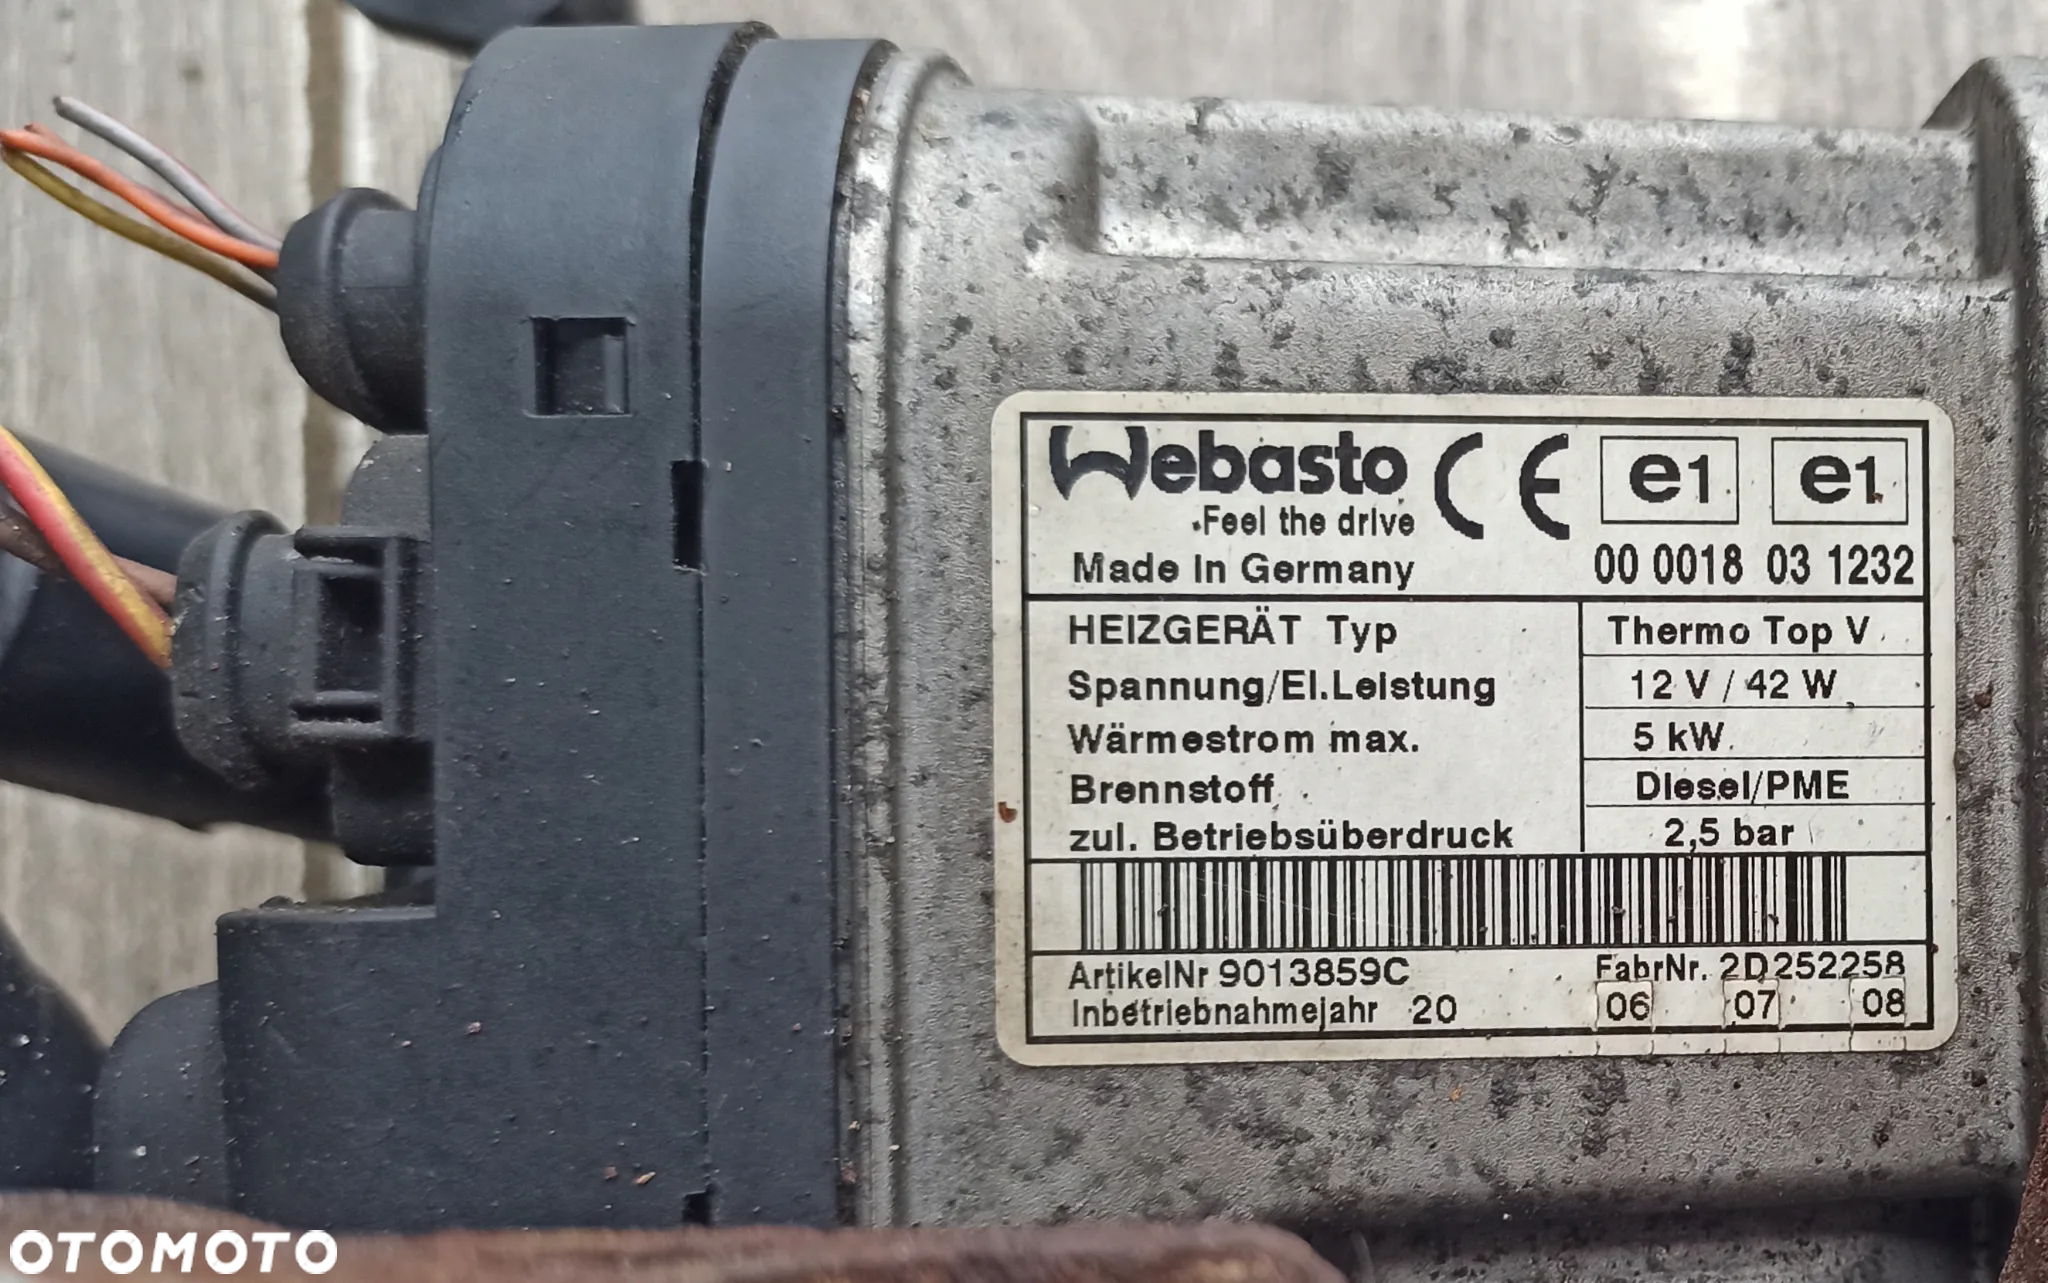 Webasto CE e1 e1
Feel the drive
Made in Germany 00 0018 03 1232
HEIZGERÄT Typ Thermo Top V
Spannung/El.Leistung 12 V / 42 W
Wärmestrom max. 5 kW
Brennstoff Diesel/PME
zul. Betriebsüberdruck 2,5 bar
ArtikelNr 9013859C FabrNr. 2D252258
Inbetriebnahmejahr 20 06 07 08
OTOMOTO